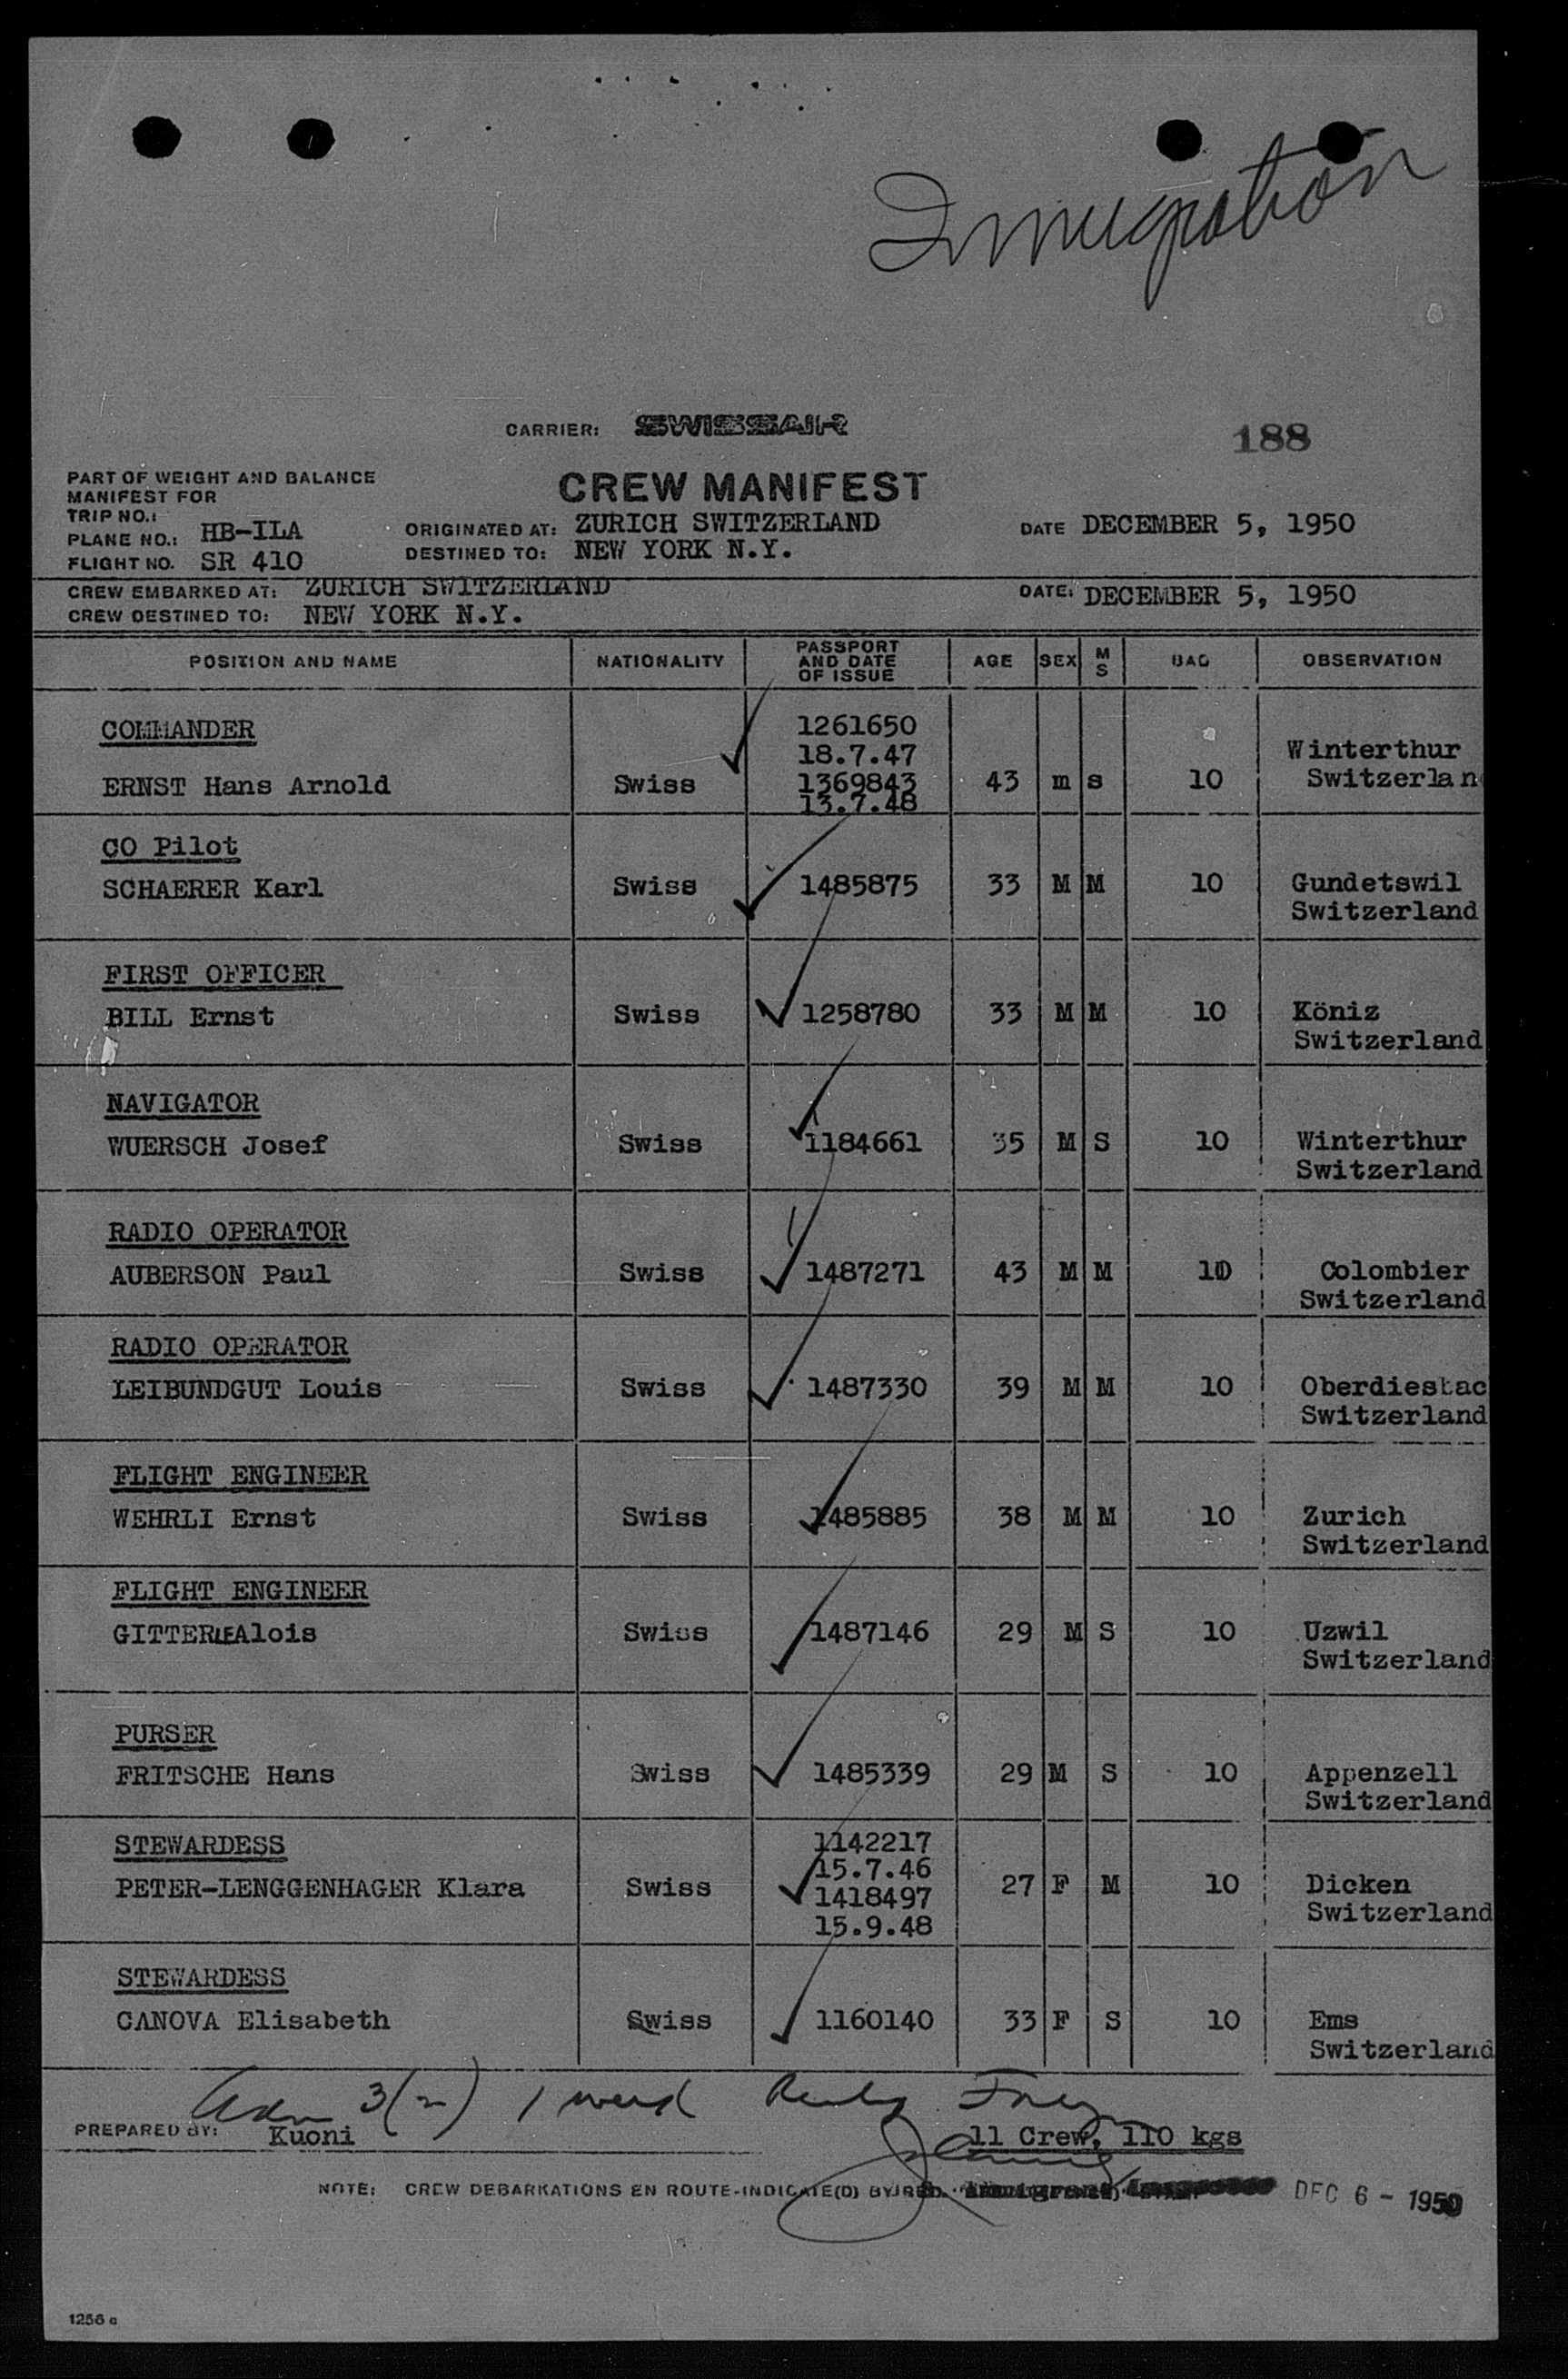 Immigration
CARRIER: SWISSAIR
188
PART OF WEIGHT AND BALANCE
MANIFEST FOR
CREW MANIFEST
TRIP NO.:
PLANE NO.: HB-ILA
ORIGINATED AT: ZURICH SWITZERLAND
DATE DECEMBER 5, 1950
FLIGHT NO. SR 410
DESTINED TO: NEW YORK N.Y.
CREW EMBARKED AT: ZURICH SWITZERLAND
DATE: DECEMBER 5, 1950
CREW DESTINED TO: NEW YORK N.Y.
POSITION AND NAME NATIONALITY PASSPORT AND DATE OF ISSUE AGE SEX M S BAG OBSERVATION
COMMANDER 1261650
18.7.47 Winterthur
ERNST Hans Arnold Swiss 1369843 43 m s 10 Switzerlan
13.7.48
CO Pilot
SCHAERER Karl Swiss 1485875 33 M M 10 Gundetswil
Switzerland
FIRST OFFICER
BILL Ernst Swiss 1258780 33 M M 10 Köniz
Switzerland
NAVIGATOR
WUERSCH Josef Swiss 1184661 35 M S 10 Winterthur
Switzerland
RADIO OPERATOR
AUBERSON Paul Swiss 1487271 43 M M 10 Colombier
Switzerland
RADIO OPERATOR
LEIBUNDGUT Louis Swiss 1487330 39 M M 10 Oberdiesbac
Switzerland
FLIGHT ENGINEER
WEHRLI Ernst Swiss 1485885 38 M M 10 Zurich
Switzerland
FLIGHT ENGINEER
GITTERLE Alois Swiss 1487146 29 M S 10 Uzwil
Switzerland
PURSER
FRITSCHE Hans Swiss 1485339 29 M S 10 Appenzell
Switzerland
STEWARDESS 1142217
15.7.46
PETER-LENGGENHAGER Klara Swiss 1418497 27 F M 10 Dicken
15.9.48 Switzerland
STEWARDESS
CANOVA Elisabeth Swiss 1160140 33 F S 10 Ems
Switzerland
3(2) 1
PREPARED BY: Kuoni
11 Crew, 110 kgs
NOTE: CREW DEBARKATIONS EN ROUTE-INDICATE(D) BY RED
DEC 6 - 1950
1256 a